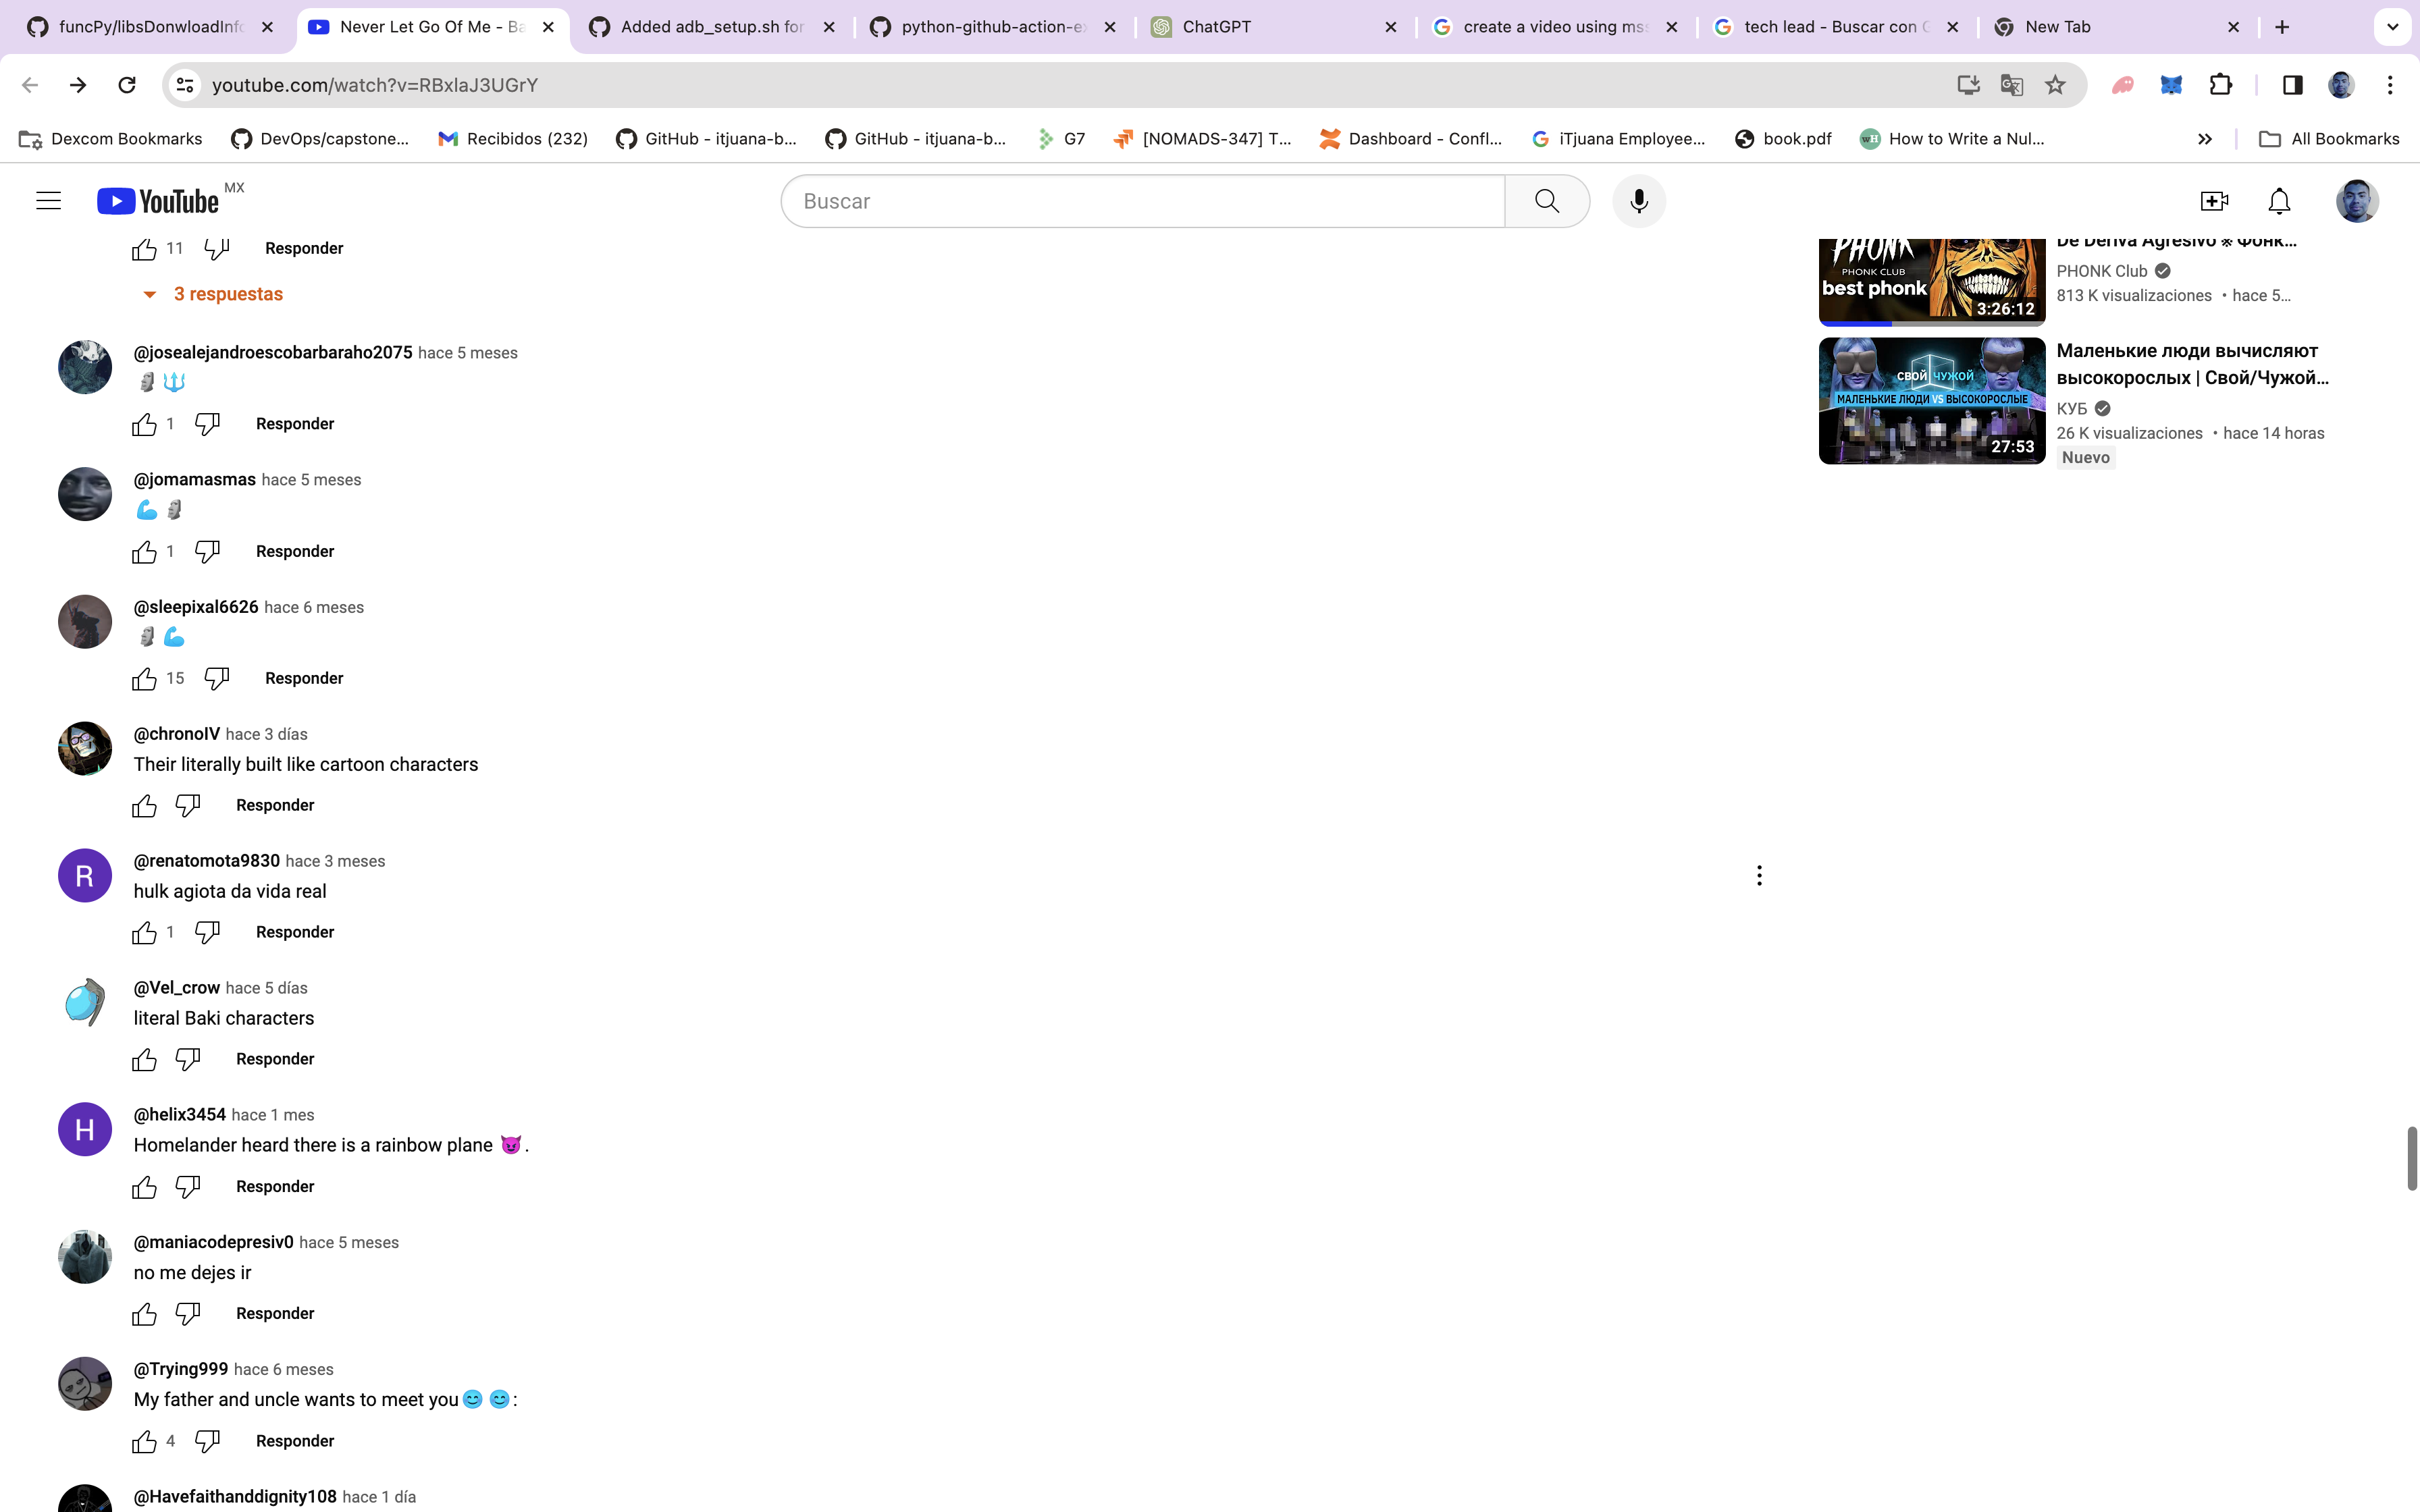 funcPy/libsDonwloadInfo
Never Let Go Of Me - Ba
Added adb_setup.sh for
python-github-action-ex
ChatGPT
create a video using mss
tech lead - Buscar con G
New Tab
youtube.com/watch?v=RBxlaJ3UGrY
Dexcom Bookmarks
DevOps/capstone...
Recibidos (232)
GitHub - itjuana-b...
GitHub - itjuana-b...
G7
[NOMADS-347] T...
Dashboard - Confl...
iTjuana Employee...
book.pdf
How to Write a Nul...
All Bookmarks
YouTube MX
Buscar
11 Responder
3 respuestas
@josealejandroescobarbaraho2075 hace 5 meses
🗿🔱
1 Responder
@jomamasmas hace 5 meses
💪🗿
1 Responder
@sleepixal6626 hace 6 meses
🗿💪
15 Responder
@chronoIV hace 3 días
Their literally built like cartoon characters
Responder
R
@renatomota9830 hace 3 meses
hulk agiota da vida real
1 Responder
@Vel_crow hace 5 días
literal Baki characters
Responder
H
@helix3454 hace 1 mes
Homelander heard there is a rainbow plane 😈.
Responder
@maniacodepresiv0 hace 5 meses
no me dejes ir
Responder
@Trying999 hace 6 meses
My father and uncle wants to meet you😊😊:
4 Responder
@Havefaithanddignity108 hace 1 día
PHONK
PHONK CLUB
best phonk
3:26:12
De Deriva Agresivo ※ Фонк...
PHONK Club
813 K visualizaciones • hace 5...
СВОЙ ЧУЖОЙ
МАЛЕНЬКИЕ ЛЮДИ VS ВЫСОКОРОСЛЫЕ
27:53
Маленькие люди вычисляют
высокорослых | Свой/Чужой...
КУБ
26 K visualizaciones • hace 14 horas
Nuevo